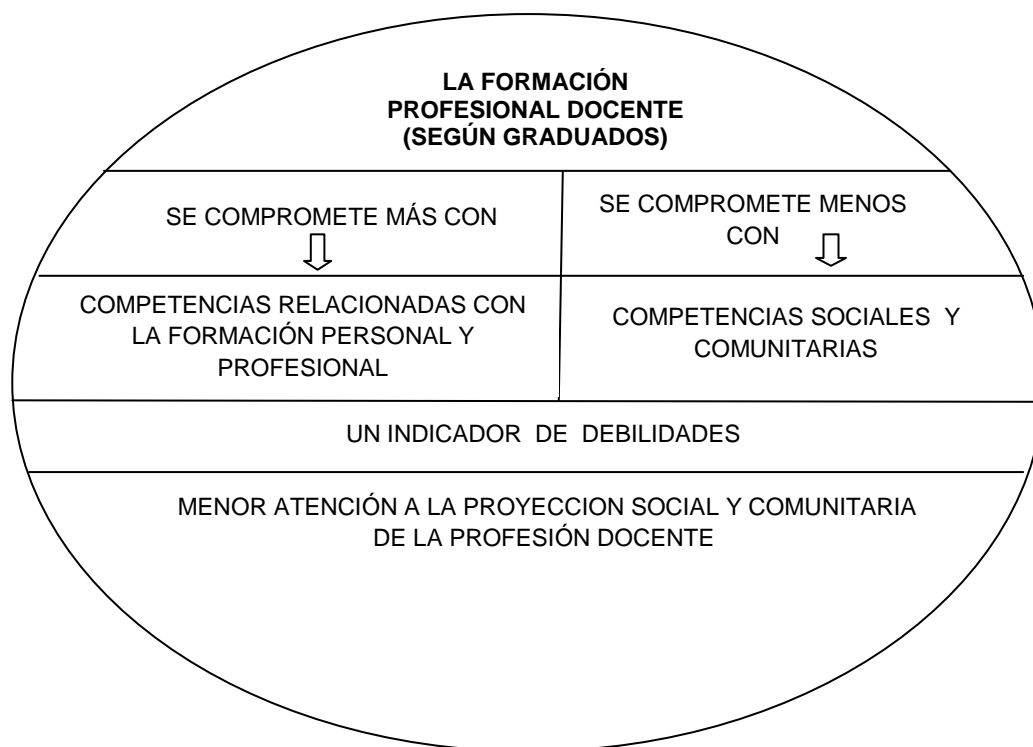 LA FORMACIÓN
PROFESIONAL DOCENTE
(SEGÚN GRADUADOS)
SE COMPROMETE MÁS CON
SE COMPROMETE MENOS
CON
COMPETENCIAS RELACIONADAS CON
LA FORMACIÓN PERSONAL Y
PROFESIONAL
COMPETENCIAS SOCIALES Y
COMUNITARIAS
UN INDICADOR DE DEBILIDADES
MENOR ATENCIÓN A LA PROYECCION SOCIAL Y COMUNITARIA
DE LA PROFESIÓN DOCENTE